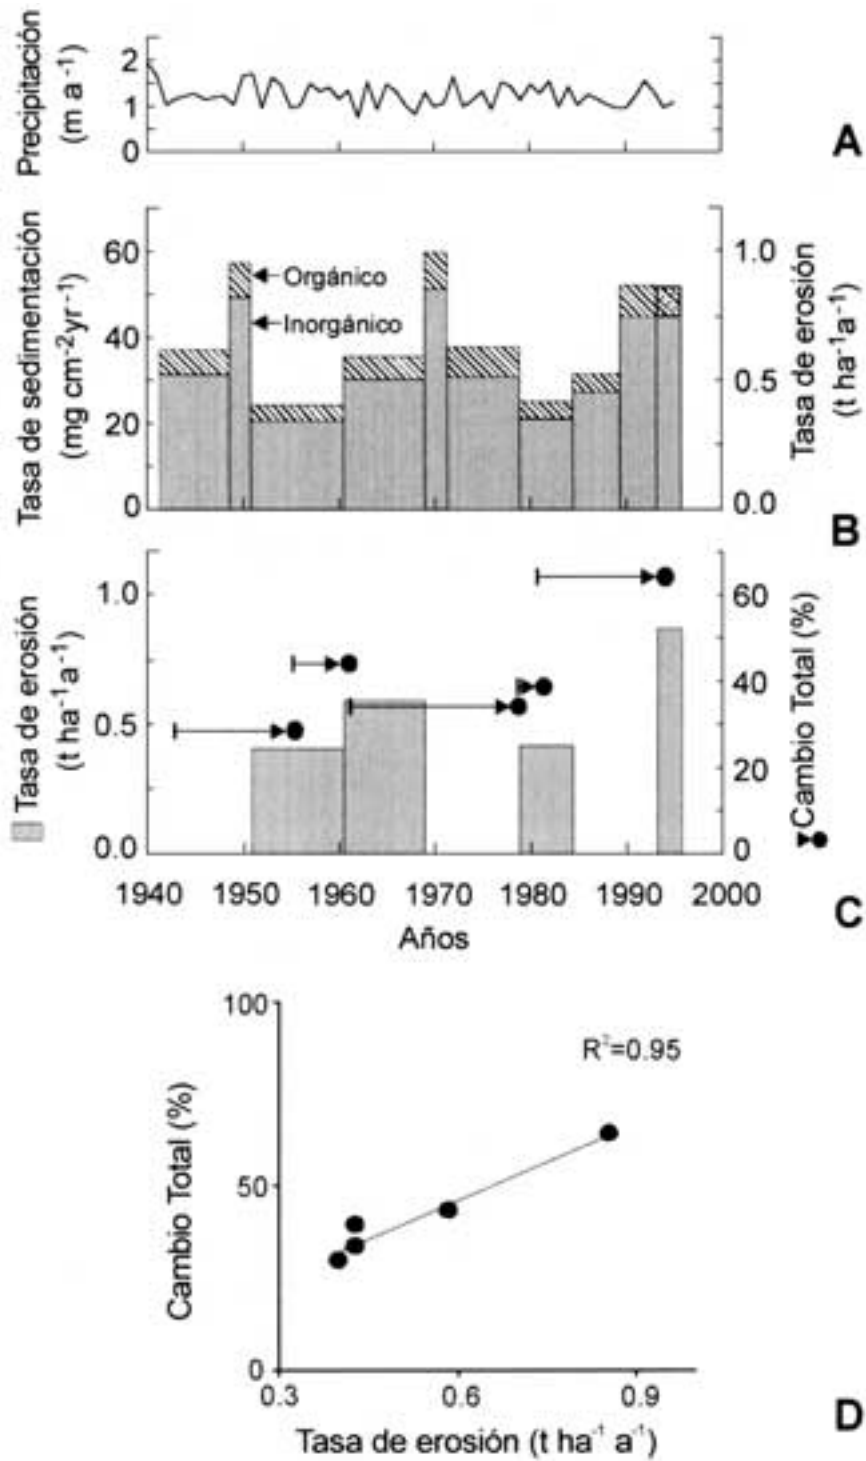 Precipitación
(m a⁻¹)
2
1
0
A
Tasa de sedimentación
(mg cm⁻²yr⁻¹)
60
40
20
0
Orgánico
Inorgánico
1.0
0.5
0.0
Tasa de erosión
(t ha⁻¹a⁻¹)
B
Tasa de erosión
(t ha⁻¹a⁻¹)
1.0
0.5
0.0
60
40
20
0
Cambio Total (%)
1940 1950 1960 1970 1980 1990 2000
Años
C
Cambio Total (%)
100
50
0
R²=0.95
0.3 0.6 0.9
Tasa de erosión (t ha⁻¹ a⁻¹)
D